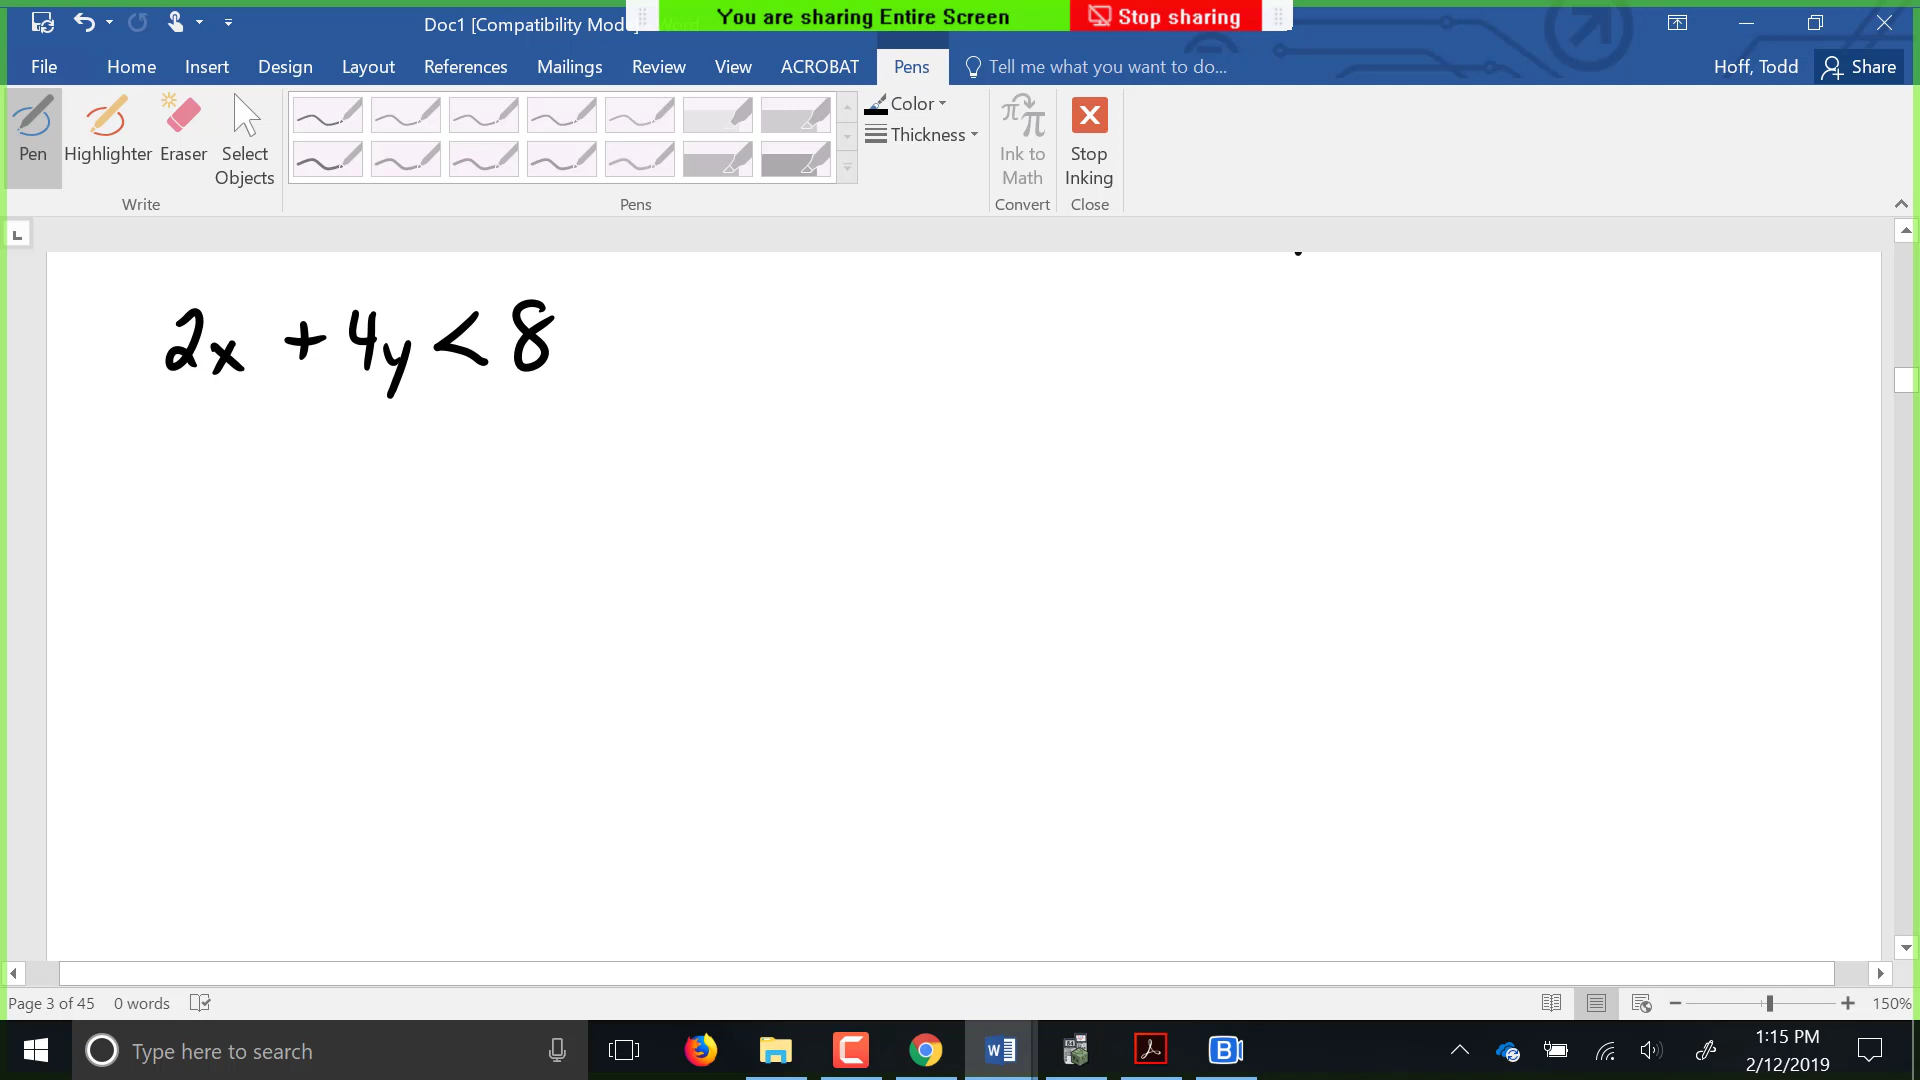 Doc1 [Compatibility Mod
You are sharing Entire Screen
Stop sharing
File Home Insert Design Layout References Mailings Review View ACROBAT Pens Tell me what you want to do... Hoff, Todd Share
Pen Highlighter Eraser Select Objects
Color
Thickness
Ink to Math
Stop Inking
Write Pens Convert Close
2x + 4y < 8
Page 3 of 45 0 words 150%
Type here to search
1:15 PM
2/12/2019